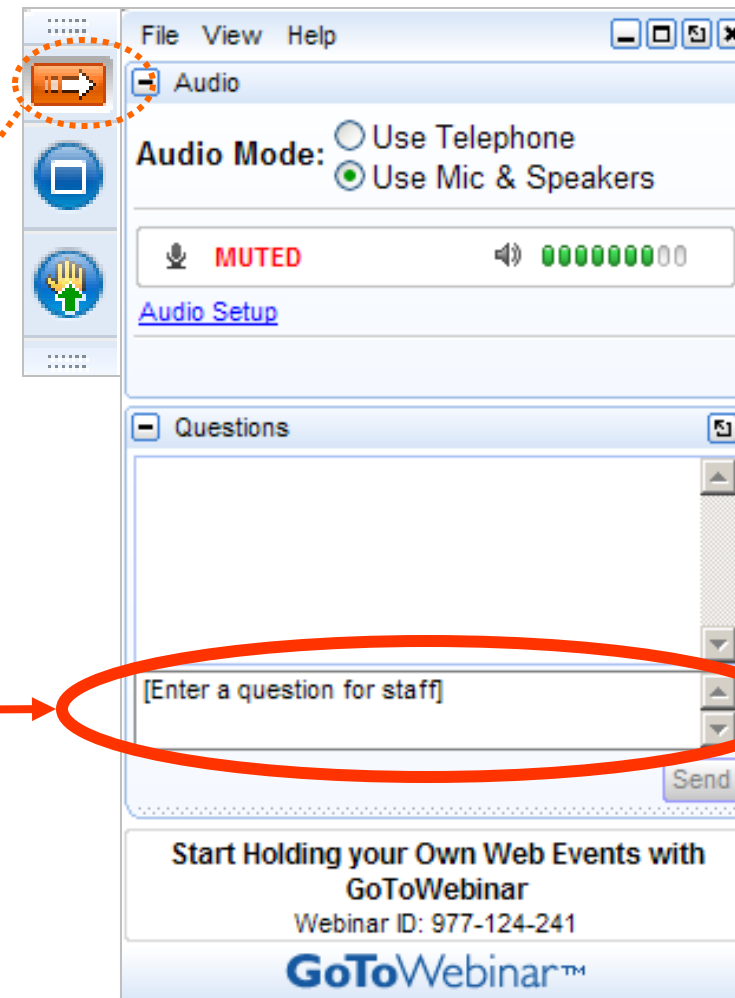 File View Help
Audio
Audio Mode:
Use Telephone
Use Mic & Speakers
MUTED
Audio Setup
Questions
[Enter a question for staff]
Send
Start Holding your Own Web Events with
GoToWebinar
Webinar ID: 977-124-241
GoToWebinar™